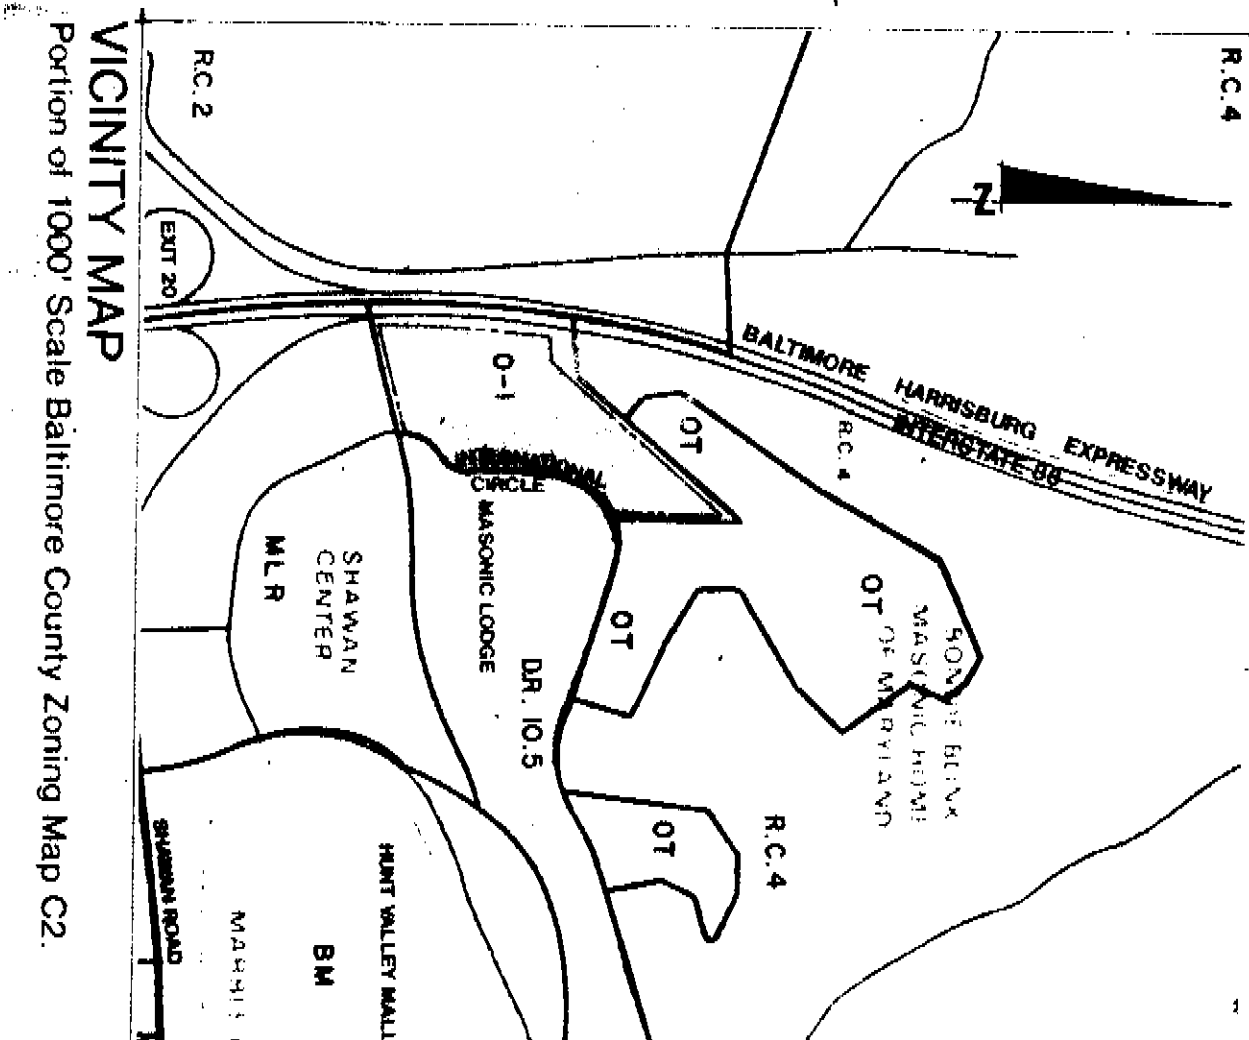 R.C. 4
Z
R.C. 2
EXIT 20
BALTIMORE HARRISBURG EXPRESSWAY
INTERSTATE 83
O-1
OT
R.C. 4
INTERNATIONAL
CIRCLE
MASONIC LODGE
SHAWAN
CENTER
MLR
OT
OT
MASONIC HOME
OF MARYLAND
D.R. 10.5
OT
R.C. 4
HUNT VALLEY MALL
BM
SHAWAN ROAD
VICINITY MAP
Portion of 1000' Scale Baltimore County Zoning Map C2.